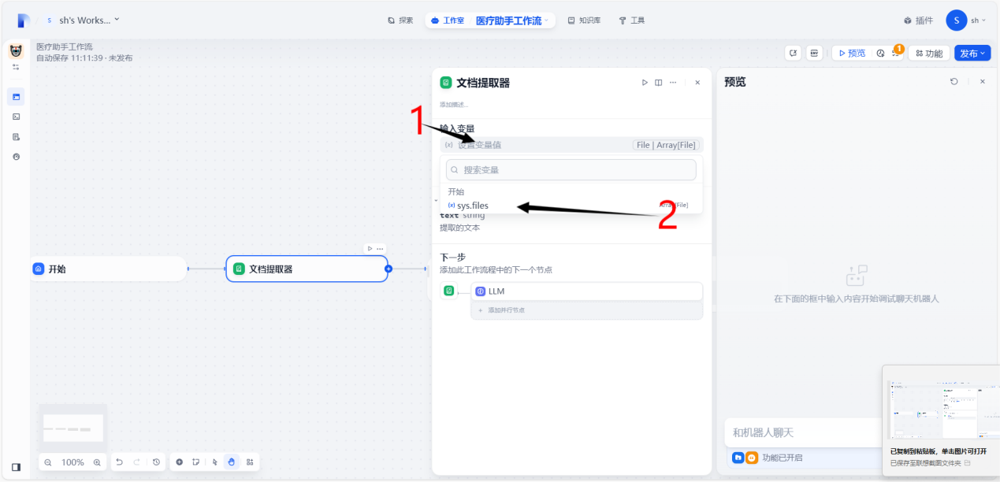 S sh's Works...
探索
工作室 医疗助手工作流
知识库
工具
插件
S sh
医疗助手工作流
自动保存 11:11:39 · 未发布
预览
1
功能
发布
文档提取器
添加描述...
1
输入变量
{x} 设置变量值 File | Array[File]
搜索变量
开始
{x} sys.files Array[File]
2
text string
提取的文本
下一步
添加此工作流程中的下一个节点
LLM
+ 添加并行节点
开始
文档提取器
100%
预览
在下面的框中输入内容开始调试聊天机器人
和机器人聊天
功能已开启
已复制到粘贴板，单击图片可打开
已保存至联想截图文件夹